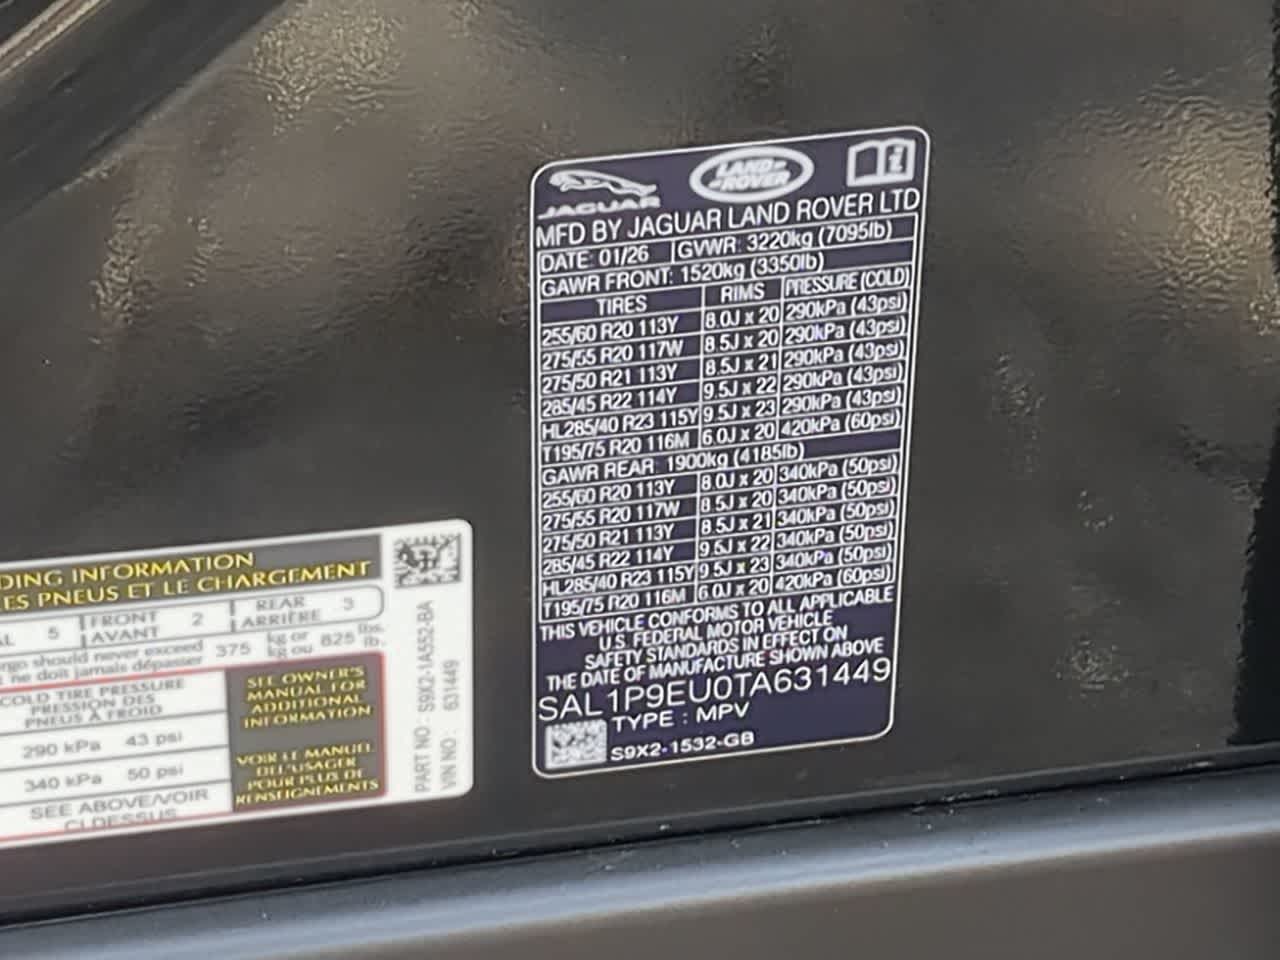 JAGUAR
LAND ROVER
MFD BY JAGUAR LAND ROVER LTD
DATE: 01/26 GVWR: 3220kg (7095lb)
GAWR FRONT: 1520kg (3350lb)
TIRES RIMS PRESSURE (COLD)
255/60 R20 113Y 8.0J x 20 290kPa (43psi)
275/55 R20 117W 8.5J x 20 290kPa (43psi)
275/50 R21 113Y 8.5J x 21 290kPa (43psi)
285/45 R22 114Y 9.5J x 22 290kPa (43psi)
HL285/40 R23 115Y 9.5J x 23 290kPa (43psi)
T195/75 R20 116M 6.0J x 20 420kPa (60psi)
GAWR REAR: 1900kg (4185lb)
255/60 R20 113Y 8.0J x 20 340kPa (50psi)
275/55 R20 117W 8.5J x 20 340kPa (50psi)
275/50 R21 113Y 8.5J x 21 340kPa (50psi)
285/45 R22 114Y 9.5J x 22 340kPa (50psi)
HL285/40 R23 115Y 9.5J x 23 340kPa (50psi)
T195/75 R20 116M 6.0J x 20 420kPa (60psi)
THIS VEHICLE CONFORMS TO ALL APPLICABLE
U.S. FEDERAL MOTOR VEHICLE
SAFETY STANDARDS IN EFFECT ON
THE DATE OF MANUFACTURE SHOWN ABOVE
SAL1P9EU0TA631449
TYPE : MPV
S9X2-1532-GB
DING INFORMATION
ES PNEUS ET LE CHARGEMENT
AL 5 FRONT 2 REAR 3
AVANT ARRIÈRE
rgo should never exceed 375 kg or 825 lbs.
ne dois jamais dépasser kg ou lb.
COLD TIRE PRESSURE
PRESSION DES
PNEUS À FROID
290 kPa 43 psi
340 kPa 50 psi
SEE ABOVE/VOIR
CI DESSUS
SEE OWNER'S
MANUAL FOR
ADDITIONAL
INFORMATION
VOIR LE MANUEL
DE L'USAGER
POUR PLUS DE
RENSEIGNEMENTS
PART NO : S9X2-1A552-BA
VIN NO : 631449